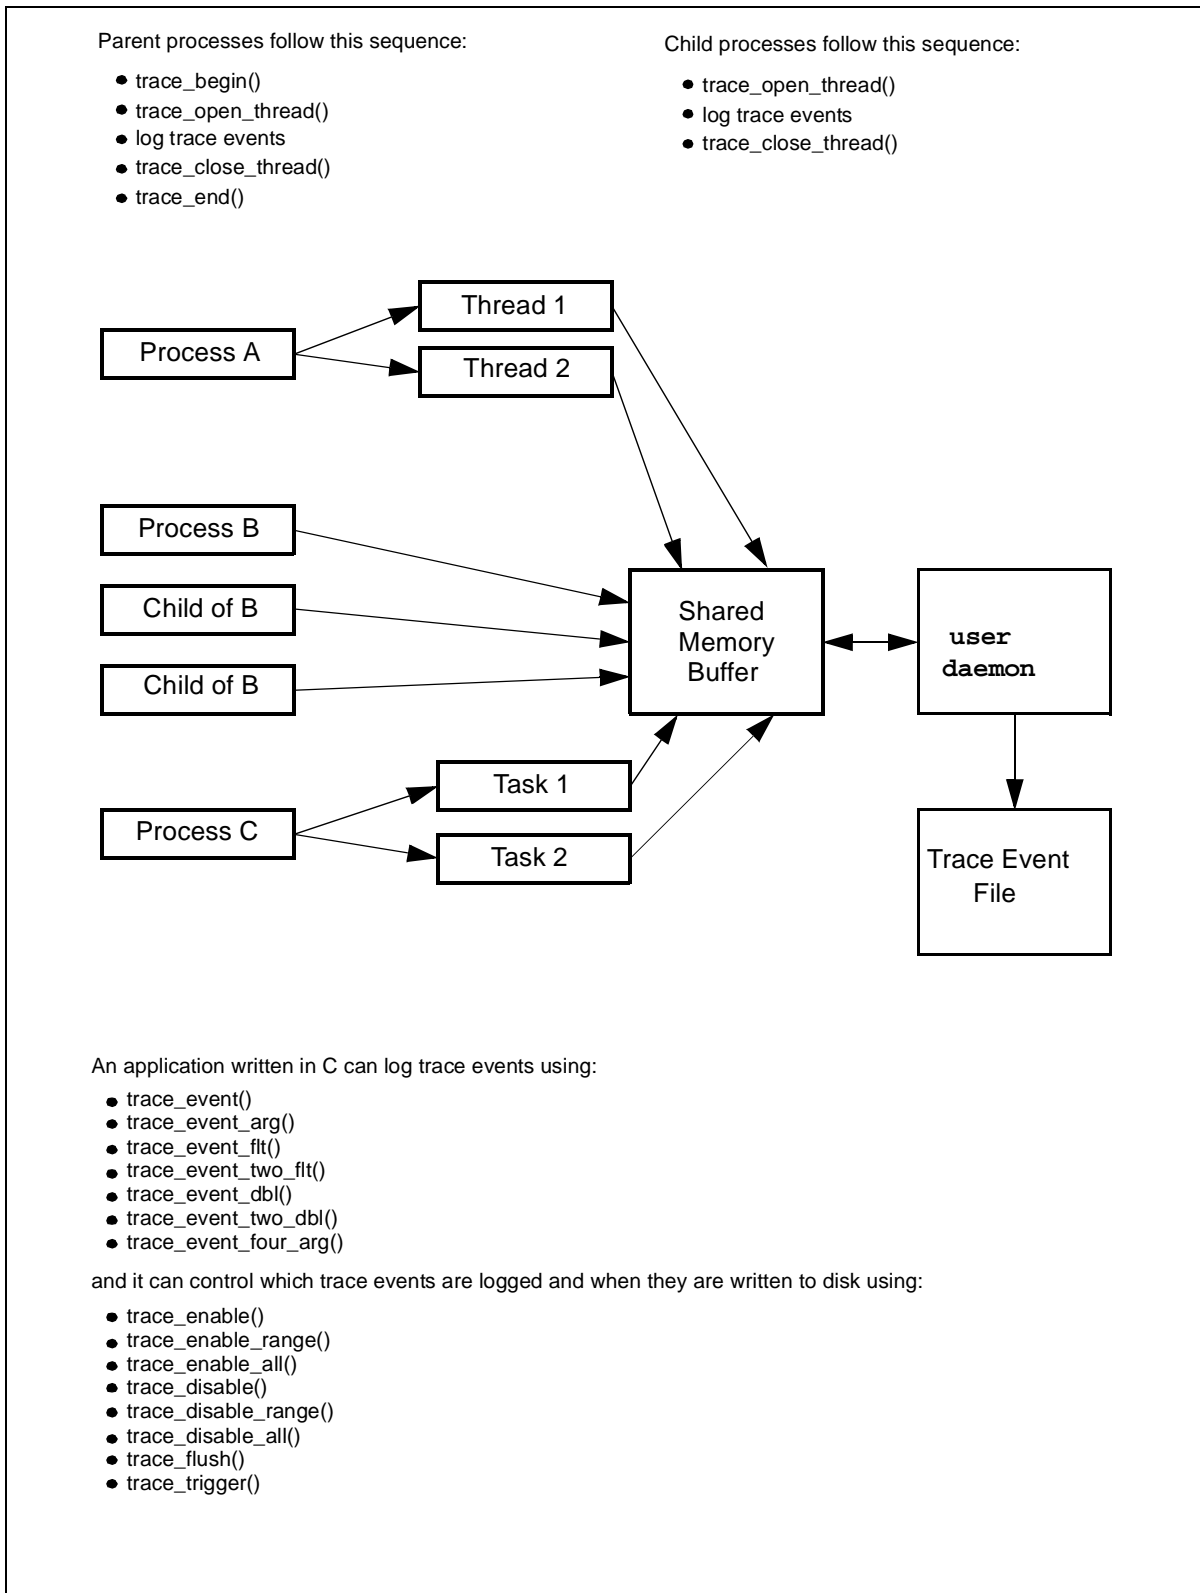 Parent processes follow this sequence:
● trace_begin()
● trace_open_thread()
● log trace events
● trace_close_thread()
● trace_end()
Child processes follow this sequence:
● trace_open_thread()
● log trace events
● trace_close_thread()
Thread 1
Process A
Thread 2
Process B
Child of B
Child of B
Shared
Memory
Buffer
user
daemon
Task 1
Process C
Task 2
Trace Event
File
An application written in C can log trace events using:
● trace_event()
● trace_event_arg()
● trace_event_flt()
● trace_event_two_flt()
● trace_event_dbl()
● trace_event_two_dbl()
● trace_event_four_arg()
and it can control which trace events are logged and when they are written to disk using:
● trace_enable()
● trace_enable_range()
● trace_enable_all()
● trace_disable()
● trace_disable_range()
● trace_disable_all()
● trace_flush()
● trace_trigger()